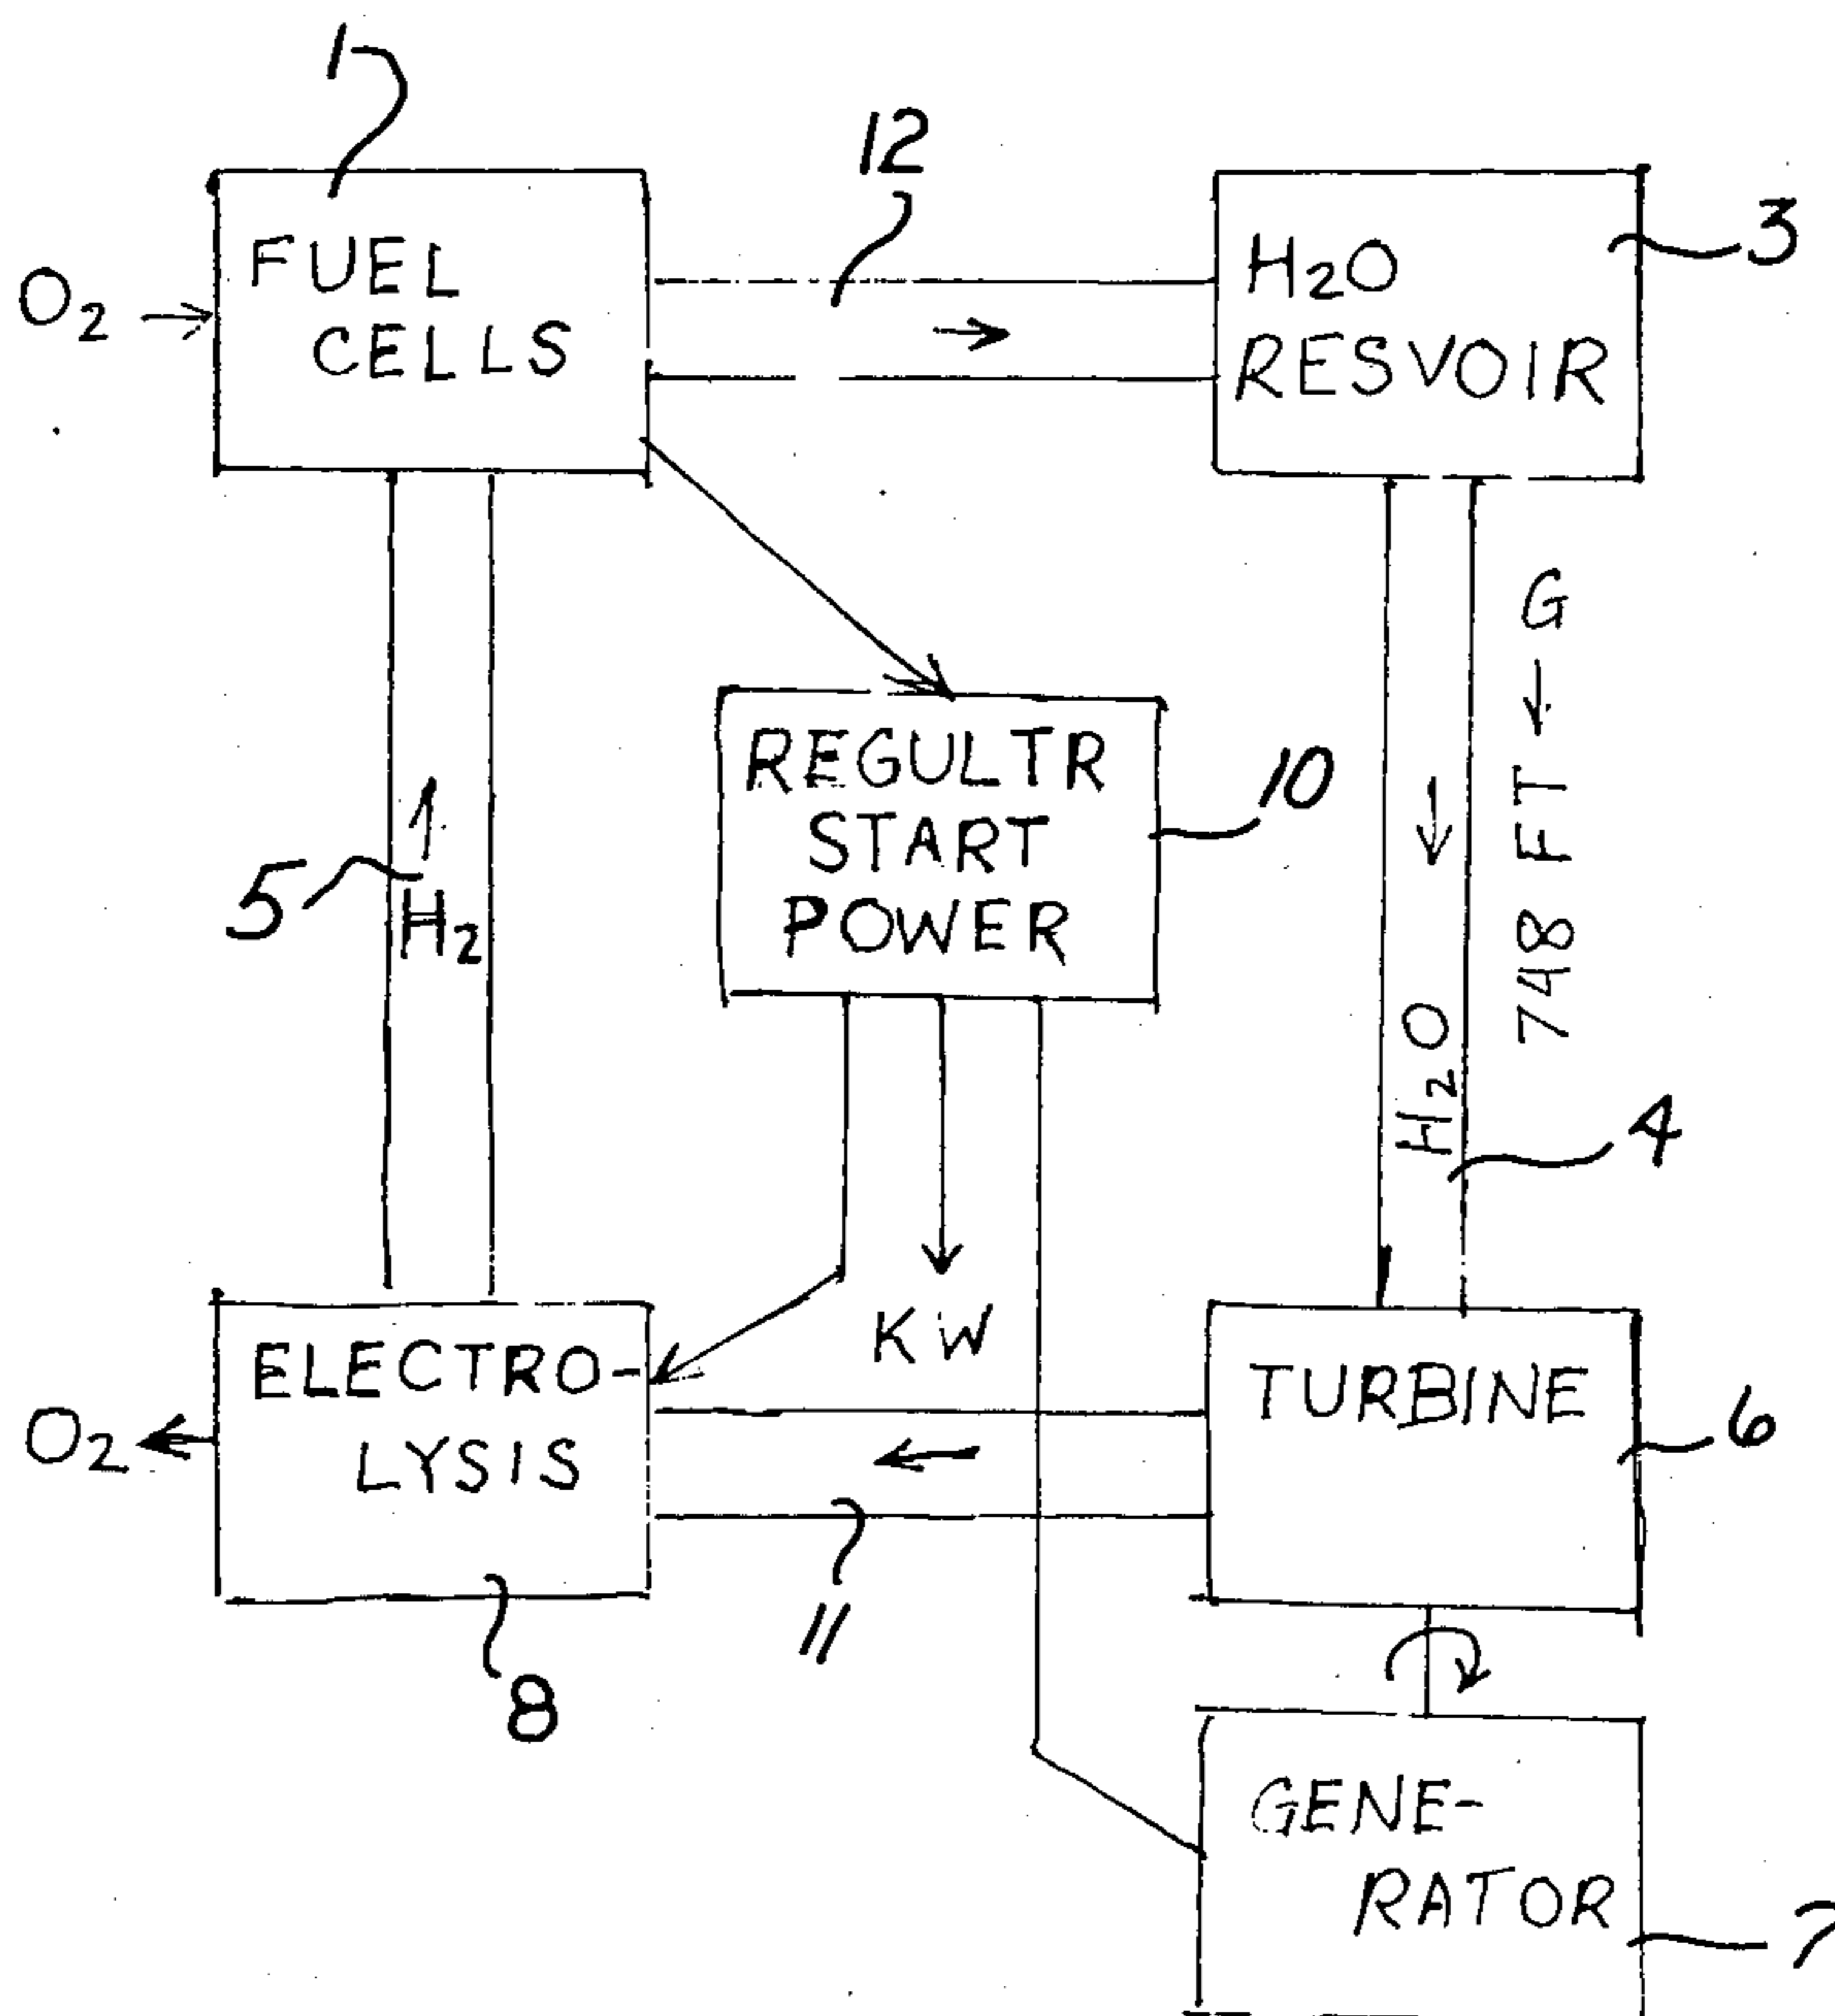 1
12
3
O2
FUEL
CELLS
H2O
RESVOIR
G
748 FT
REGULTR
START
POWER
10
5
H2
H2O
4
KW
ELECTRO-
LYSIS
O2
TURBINE
6
11
8
GENE-
RATOR
7